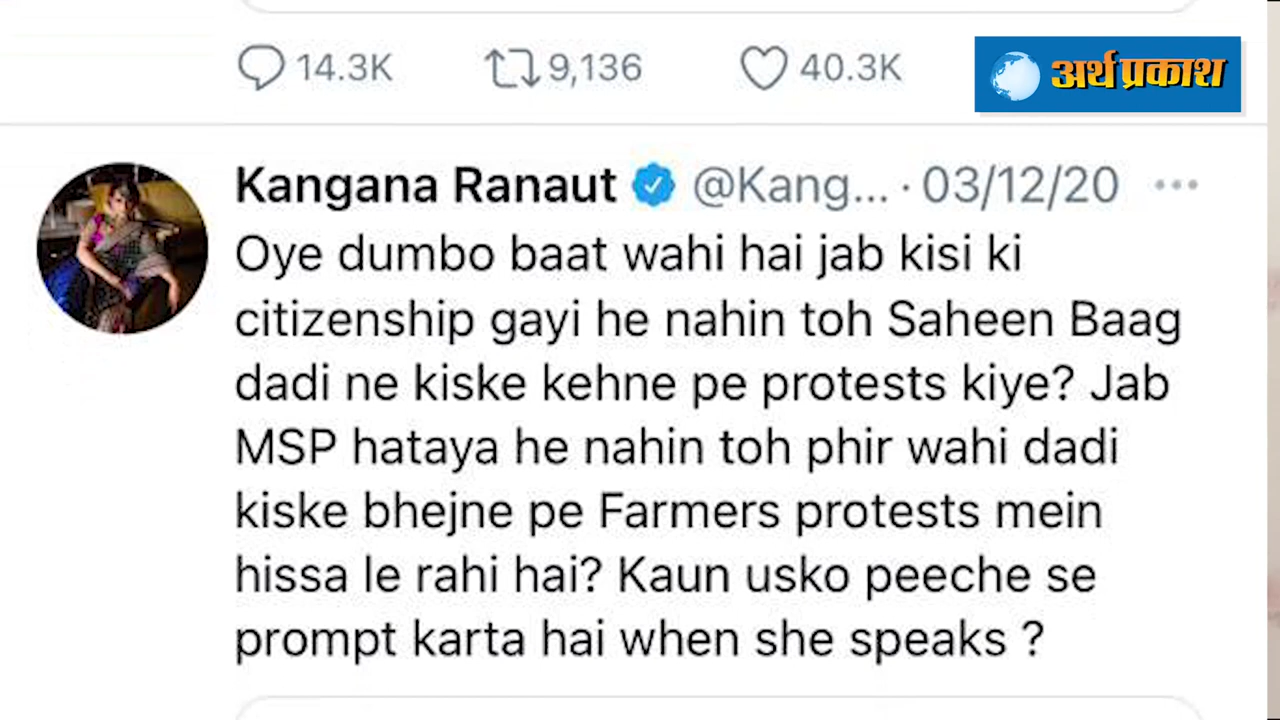 14.3K 9,136 40.3K
अर्थ प्रकाश
Kangana Ranaut @Kang... · 03/12/20
Oye dumbo baat wahi hai jab kisi ki
citizenship gayi he nahin toh Saheen Baag
dadi ne kiske kehne pe protests kiye? Jab
MSP hataya he nahin toh phir wahi dadi
kiske bhejne pe Farmers protests mein
hissa le rahi hai? Kaun usko peeche se
prompt karta hai when she speaks ?